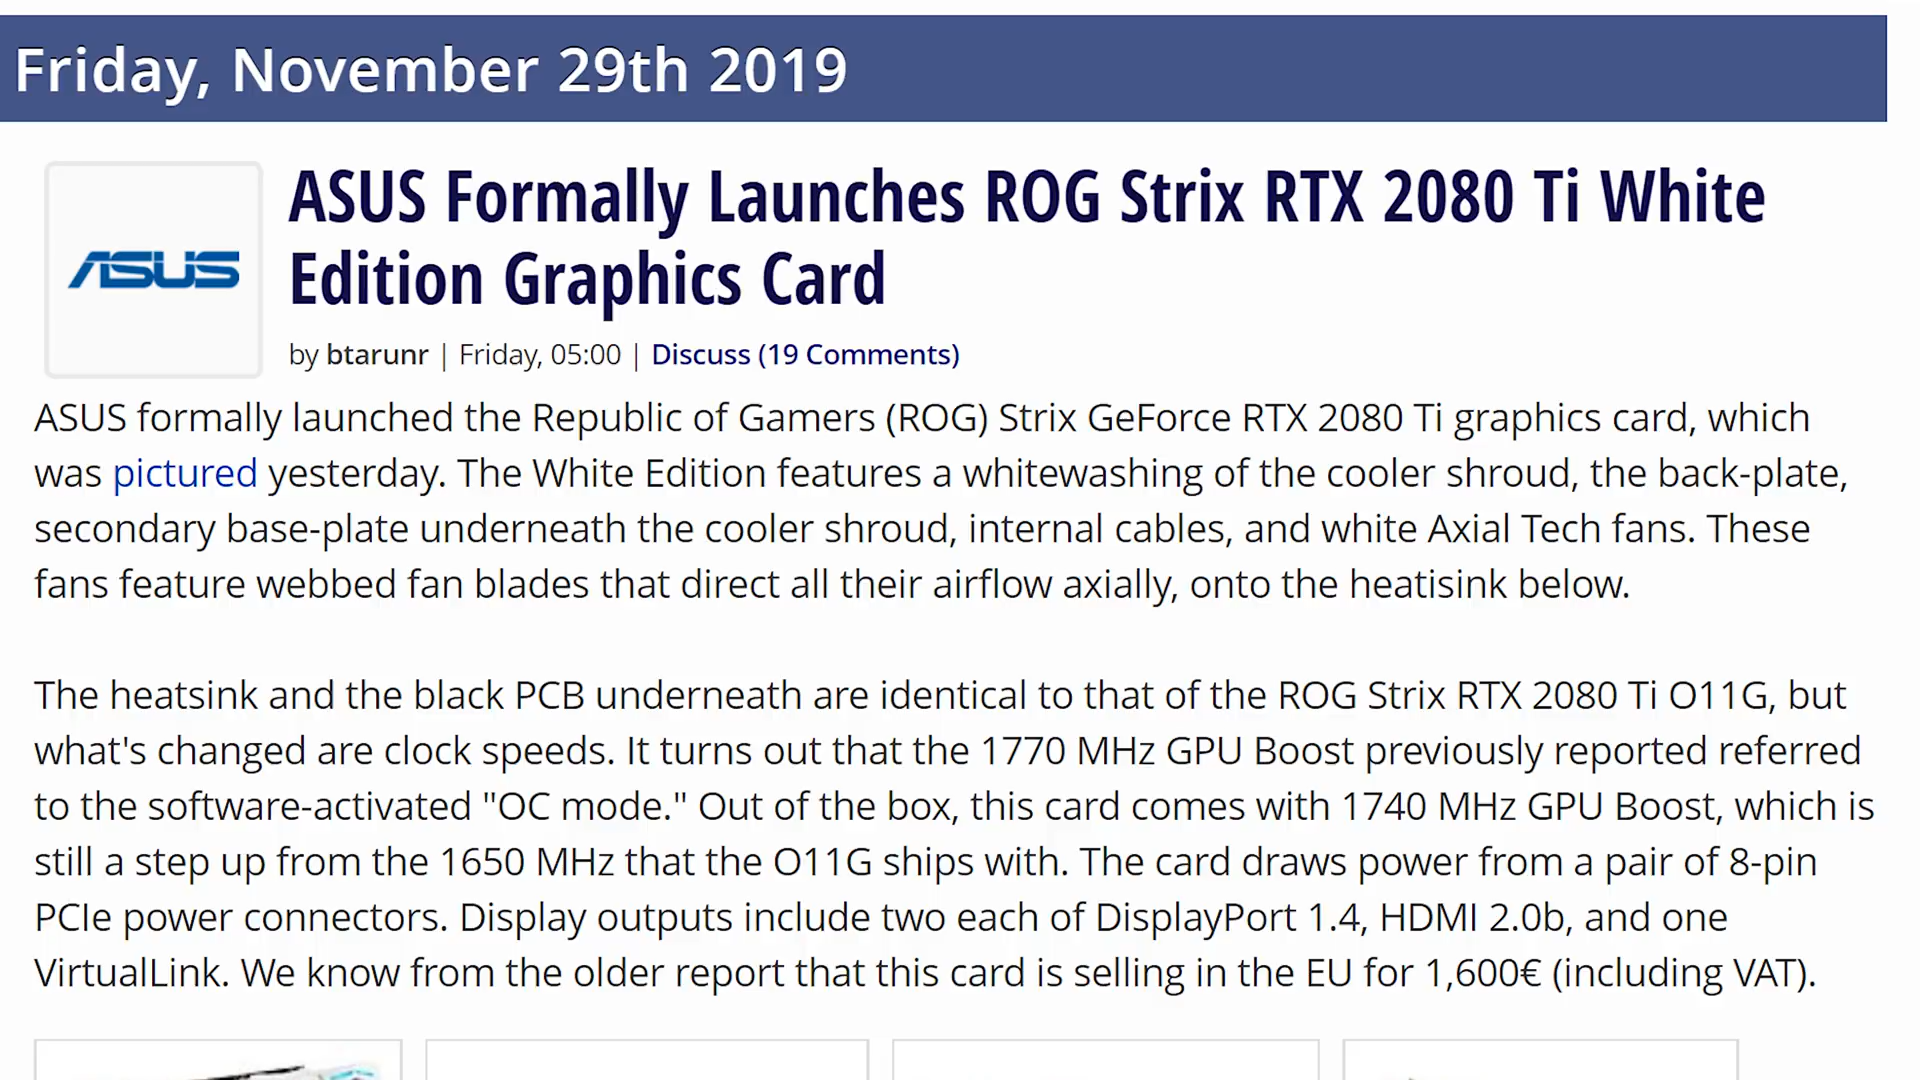 Friday, November 29th 2019
ASUS
ASUS Formally Launches ROG Strix RTX 2080 Ti White
Edition Graphics Card
by btarunr | Friday, 05:00 | Discuss (19 Comments)
ASUS formally launched the Republic of Gamers (ROG) Strix GeForce RTX 2080 Ti graphics card, which
was pictured yesterday. The White Edition features a whitewashing of the cooler shroud, the back-plate,
secondary base-plate underneath the cooler shroud, internal cables, and white Axial Tech fans. These
fans feature webbed fan blades that direct all their airflow axially, onto the heatisink below.
The heatsink and the black PCB underneath are identical to that of the ROG Strix RTX 2080 Ti O11G, but
what's changed are clock speeds. It turns out that the 1770 MHz GPU Boost previously reported referred
to the software-activated "OC mode." Out of the box, this card comes with 1740 MHz GPU Boost, which is
still a step up from the 1650 MHz that the O11G ships with. The card draws power from a pair of 8-pin
PCIe power connectors. Display outputs include two each of DisplayPort 1.4, HDMI 2.0b, and one
VirtualLink. We know from the older report that this card is selling in the EU for 1,600€ (including VAT).